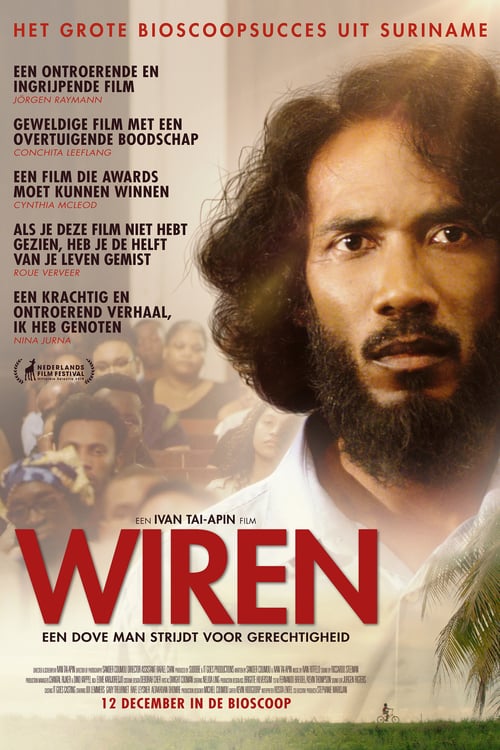 HET GROTE BIOSCOOPSUCCES UIT SURINAME
EEN ONTROERENDE EN
INGRIJPENDE FILM
JÖRGEN RAYMANN
GEWELDIGE FILM MET EEN
OVERTUIGENDE BOODSCHAP
CONCHITA LEEFLANG
EEN FILM DIE AWARDS
MOET KUNNEN WINNEN
CYNTHIA MCLEOD
ALS JE DEZE FILM NIET HEBT
GEZIEN, HEB JE DE HELFT
VAN JE LEVEN GEMIST
ROUE VERVEER
EEN KRACHTIG EN
ONTROEREND VERHAAL,
IK HEB GENOTEN
NINA JURNA
NEDERLANDS
FILM FESTIVAL
EEN IVAN TAI-APIN FILM
WIREN
EEN DOVE MAN STRIJDT VOOR GERECHTIGHEID
12 DECEMBER IN DE BIOSCOOP